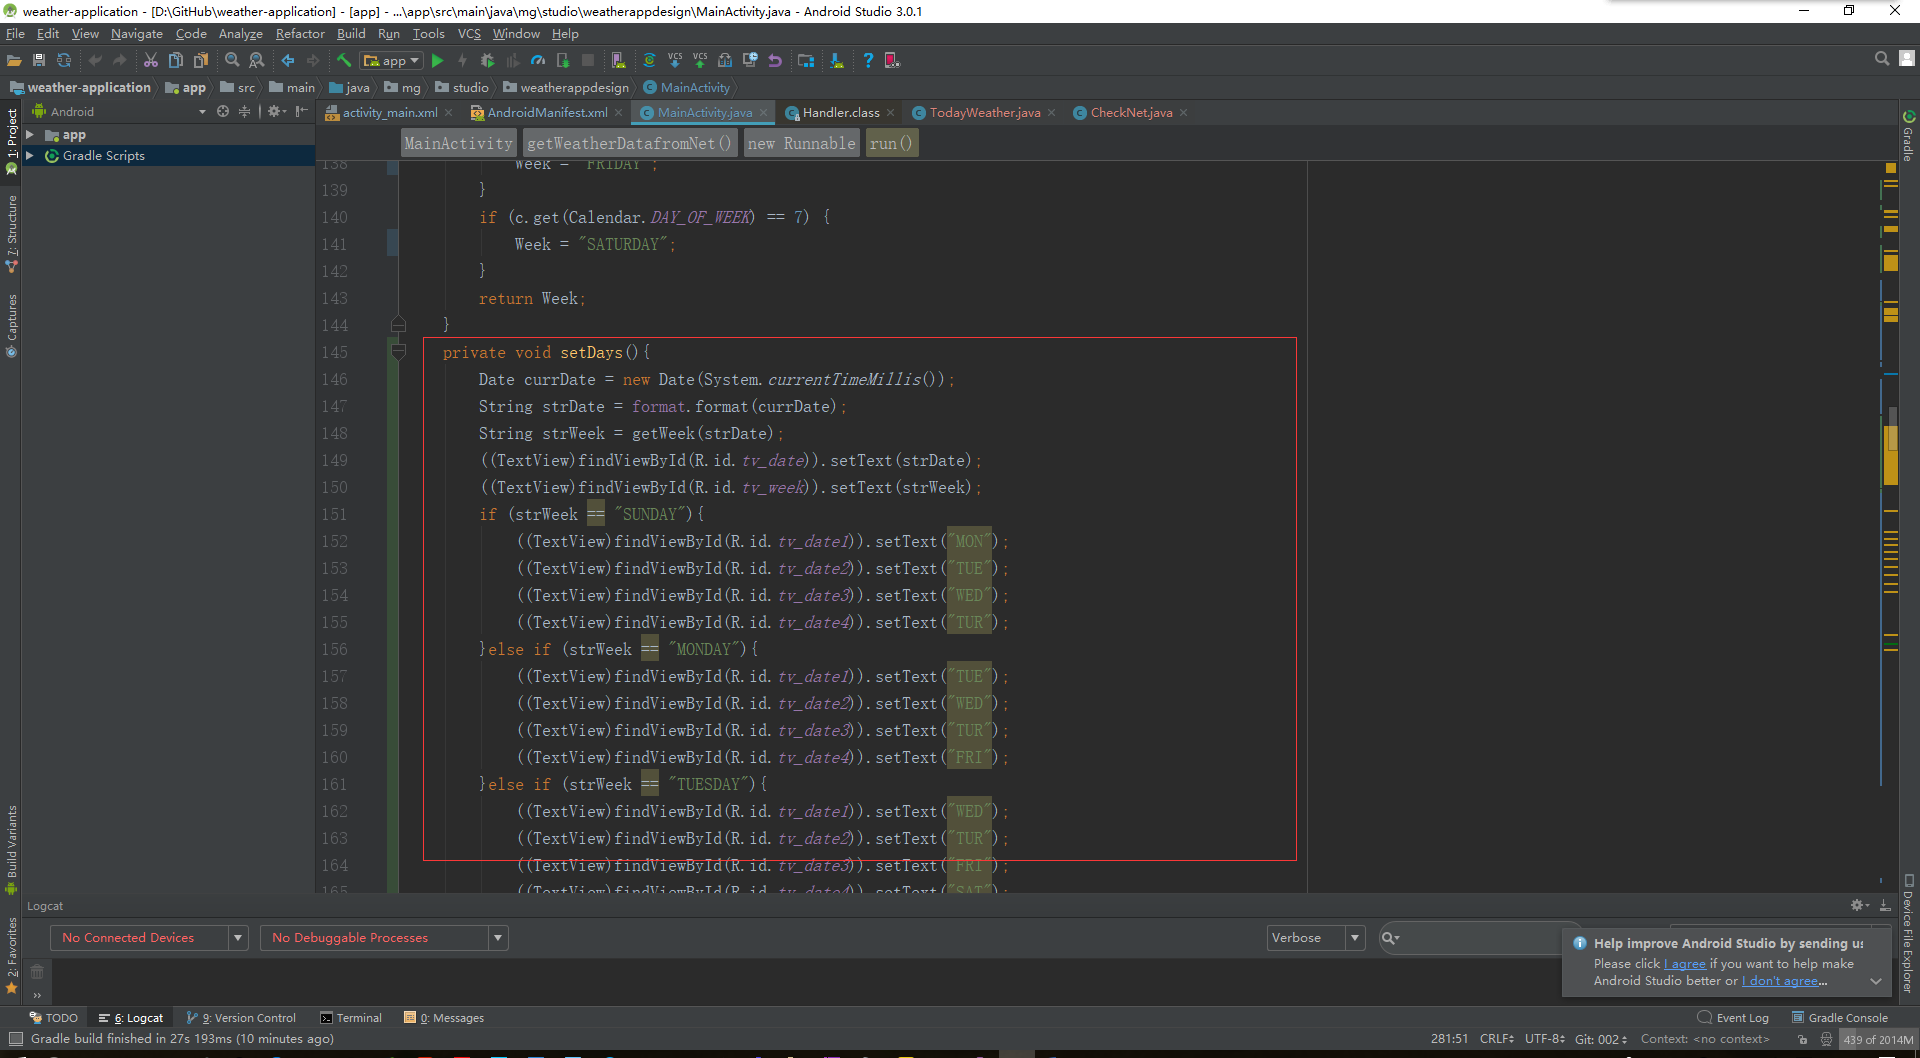 weather-application - [D:\GitHub\weather-application] - [app] - ...\app\src\main\java\mg\studio\weatherappdesign\MainActivity.java - Android Studio 3.0.1
File Edit View Navigate Code Analyze Refactor Build Run Tools VCS Window Help
app
weather-application app src main java mg studio weatherappdesign MainActivity
Android
activity_main.xml AndroidManifest.xml MainActivity.java Handler.class TodayWeather.java CheckNet.java
MainActivity getWeatherDatafromNet() new Runnable run()
app
Gradle Scripts
1: Project
7: Structure
Captures
Build Variants
2: Favorites
Gradle
Device File Explorer
138 Week = "FRIDAY";
139 }
140 if (c.get(Calendar.DAY_OF_WEEK) == 7) {
141 Week = "SATURDAY";
142 }
143 return Week;
144 }
145 private void setDays(){
146 Date currDate = new Date(System.currentTimeMillis());
147 String strDate = format.format(currDate);
148 String strWeek = getWeek(strDate);
149 ((TextView)findViewById(R.id.tv_date)).setText(strDate);
150 ((TextView)findViewById(R.id.tv_week)).setText(strWeek);
151 if (strWeek == "SUNDAY"){
152 ((TextView)findViewById(R.id.tv_date1)).setText("MON");
153 ((TextView)findViewById(R.id.tv_date2)).setText("TUE");
154 ((TextView)findViewById(R.id.tv_date3)).setText("WED");
155 ((TextView)findViewById(R.id.tv_date4)).setText("TUR");
156 }else if (strWeek == "MONDAY"){
157 ((TextView)findViewById(R.id.tv_date1)).setText("TUE");
158 ((TextView)findViewById(R.id.tv_date2)).setText("WED");
159 ((TextView)findViewById(R.id.tv_date3)).setText("TUR");
160 ((TextView)findViewById(R.id.tv_date4)).setText("FRI");
161 }else if (strWeek == "TUESDAY"){
162 ((TextView)findViewById(R.id.tv_date1)).setText("WED");
163 ((TextView)findViewById(R.id.tv_date2)).setText("TUR");
164 ((TextView)findViewById(R.id.tv_date3)).setText("FRI");
165 ((TextView)findViewById(R.id.tv_date4)).setText("SAT");
Logcat
No Connected Devices No Debuggable Processes Verbose
Help improve Android Studio by sending us
Please click I agree if you want to help make
Android Studio better or I don't agree...
TODO 6: Logcat 9: Version Control Terminal 0: Messages Event Log Gradle Console
Gradle build finished in 27s 193ms (10 minutes ago) 281:51 CRLF UTF-8 Git: 002 Context: <no context> 439 of 2014M